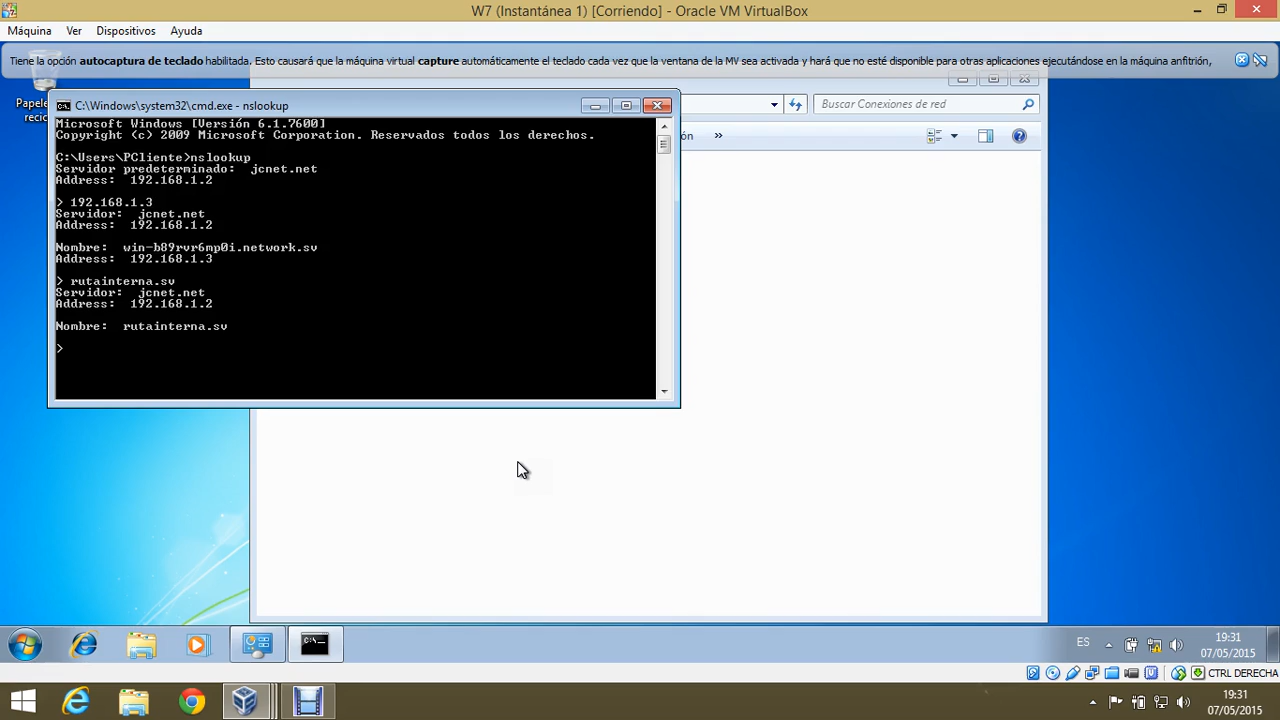 W7 (Instantánea 1) [Corriendo] - Oracle VM VirtualBox
Máquina Ver Dispositivos Ayuda
Tiene la opción autocaptura de teclado habilitada. Esto causará que la máquina virtual capture automáticamente el teclado cada vez que la ventana de la MV sea activada y hará que no esté disponible para otras aplicaciones ejecutándose en la máquina anfitrión,
Papele
recic
C:\Windows\system32\cmd.exe - nslookup
Buscar Conexiones de red
ón »
Microsoft Windows [Versión 6.1.7600]
Copyright (c) 2009 Microsoft Corporation. Reservados todos los derechos.
C:\Users\PCliente>nslookup
Servidor predeterminado: jcnet.net
Address: 192.168.1.2
> 192.168.1.3
Servidor: jcnet.net
Address: 192.168.1.2
Nombre: win-b89rvr6mp0i.network.sv
Address: 192.168.1.3
> rutainterna.sv
Servidor: jcnet.net
Address: 192.168.1.2
Nombre: rutainterna.sv
>
C:\_
ES
19:31
07/05/2015
CTRL DERECHA
19:31
07/05/2015